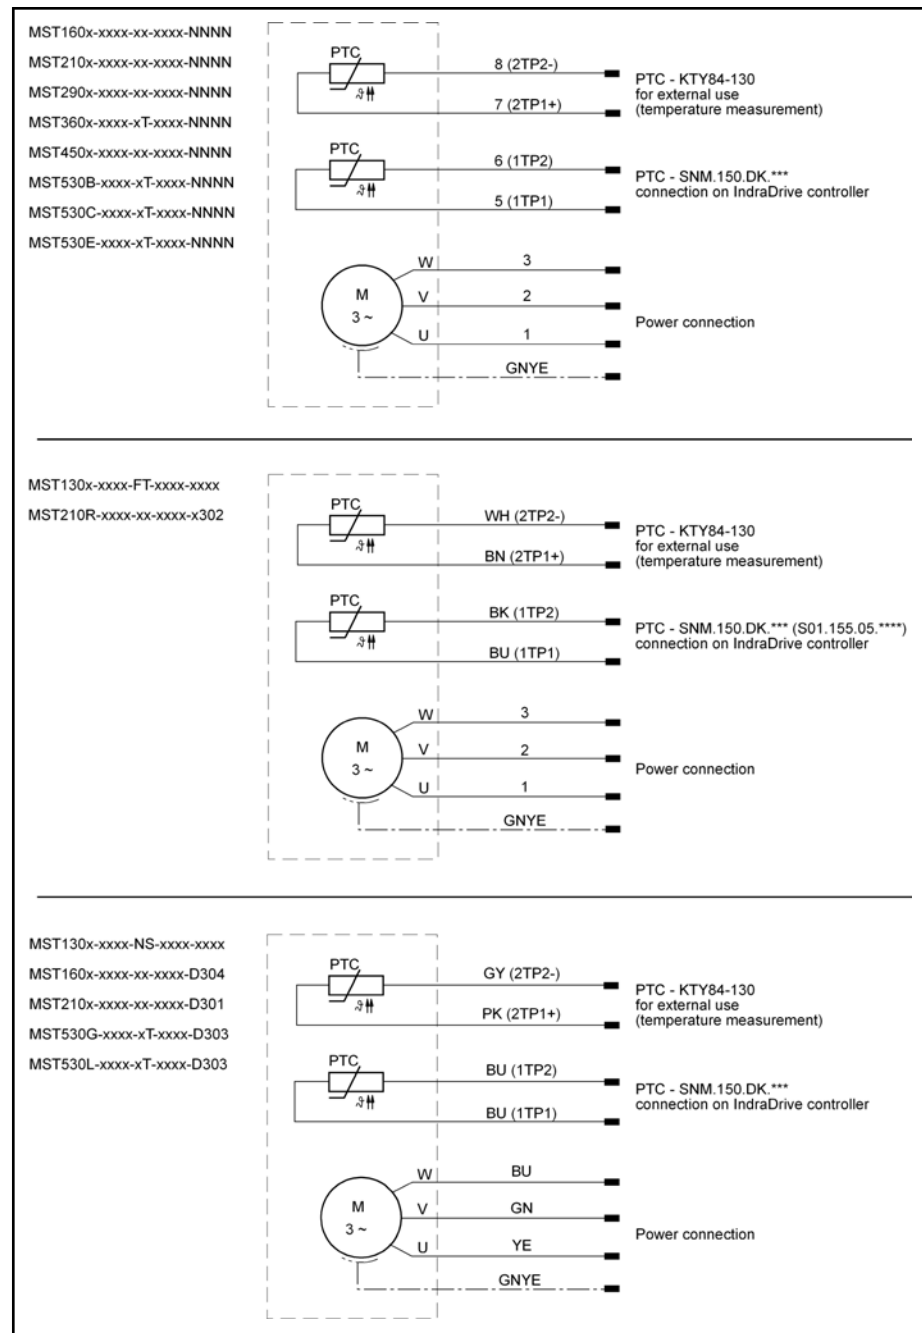 MST160x-xxxx-xx-xxxx-NNNN
MST210x-xxxx-xx-xxxx-NNNN
MST290x-xxxx-xx-xxxx-NNNN
MST360x-xxxx-xT-xxxx-NNNN
MST450x-xxxx-xx-xxxx-NNNN
MST530B-xxxx-xT-xxxx-NNNN
MST530C-xxxx-xT-xxxx-NNNN
MST530E-xxxx-xT-xxxx-NNNN
PTC
ϑ
8 (2TP2-)
7 (2TP1+)
PTC - KTY84-130
for external use
(temperature measurement)
PTC
ϑ
6 (1TP2)
5 (1TP1)
PTC - SNM.150.DK.***
connection on IndraDrive controller
M
3 ~
W 3
V 2
U 1
GNYE
Power connection
MST130x-xxxx-FT-xxxx-xxxx
MST210R-xxxx-xx-xxxx-x302
PTC
ϑ
WH (2TP2-)
BN (2TP1+)
PTC - KTY84-130
for external use
(temperature measurement)
PTC
ϑ
BK (1TP2)
BU (1TP1)
PTC - SNM.150.DK.*** (S01.155.05.****)
connection on IndraDrive controller
M
3 ~
W 3
V 2
U 1
GNYE
Power connection
MST130x-xxxx-NS-xxxx-xxxx
MST160x-xxxx-xx-xxxx-D304
MST210x-xxxx-xx-xxxx-D301
MST530G-xxxx-xT-xxxx-D303
MST530L-xxxx-xT-xxxx-D303
PTC
ϑ
GY (2TP2-)
PK (2TP1+)
PTC - KTY84-130
for external use
(temperature measurement)
PTC
ϑ
BU (1TP2)
BU (1TP1)
PTC - SNM.150.DK.***
connection on IndraDrive controller
M
3 ~
W BU
V GN
U YE
GNYE
Power connection